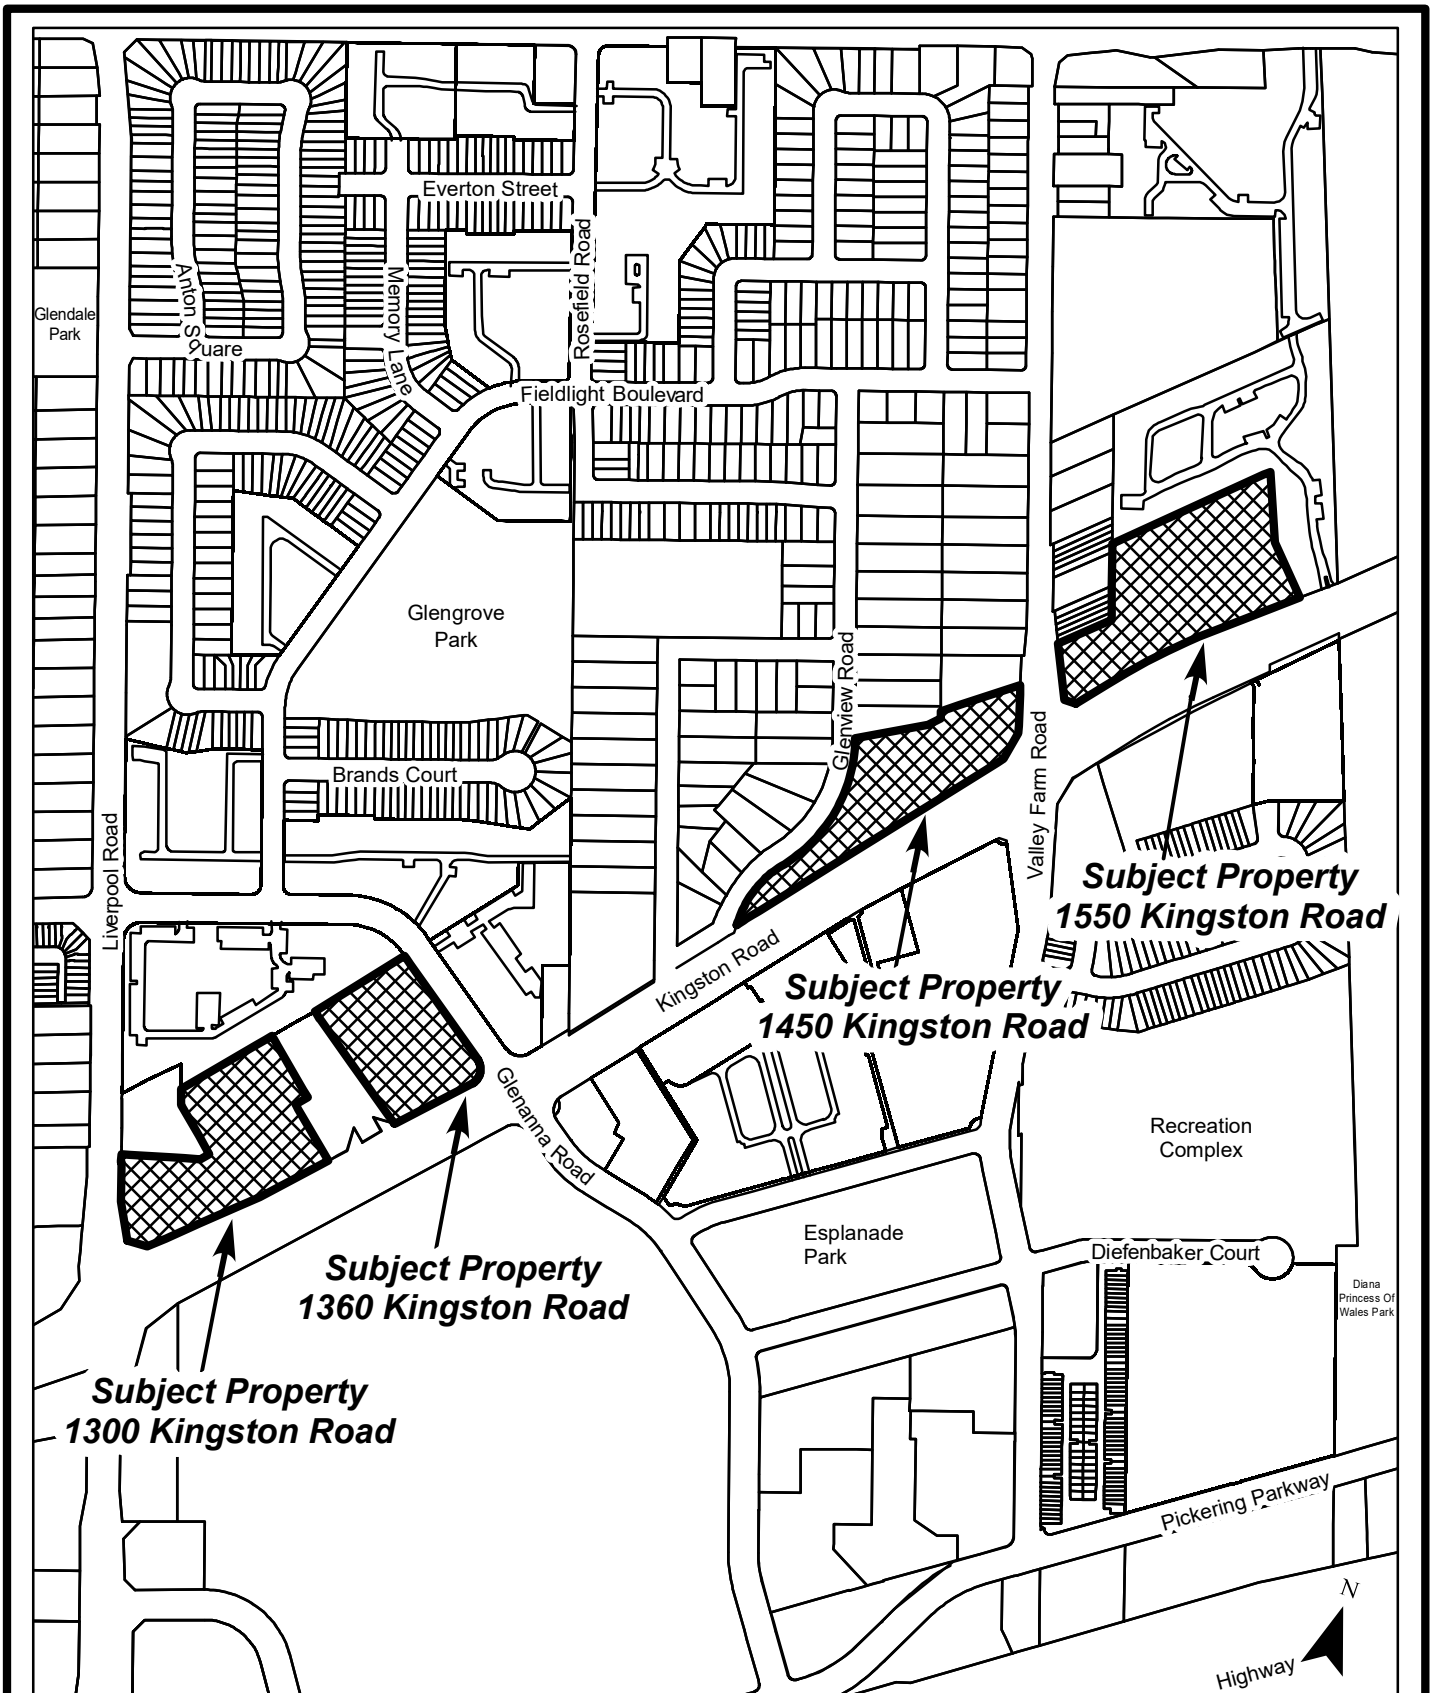 Everton Street
Rosefield Road
Anton Square
Memory Lane
Glendale
Park
Fieldlight Boulevard
Glengrove
Park
Glenview Road
Valley Farm Road
Brands Court
Liverpool Road
Subject Property
1550 Kingston Road
Kingston Road
Subject Property
1450 Kingston Road
Glenanna Road
Recreation
Complex
Esplanade
Park
Diefenbaker Court
Subject Property
1360 Kingston Road
Diana
Princess Of
Wales Park
Subject Property
1300 Kingston Road
Pickering Parkway
N
Highway